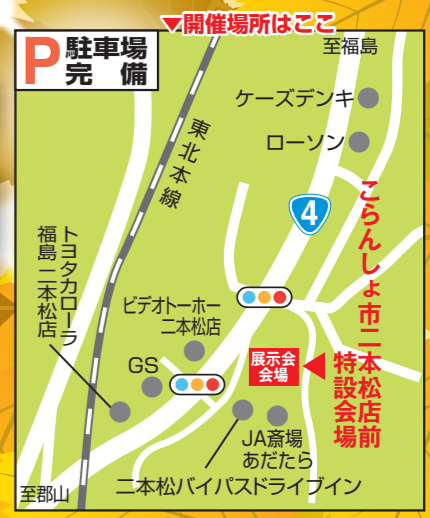 ▼開催場所はここ
P 駐車場
完備
至福島
ケーズデンキ
ローソン
東北本線
4
こらんしょ市二本松店前
特設会場
トヨタカローラ
福島二本松店
ビデオトーホー
二本松店
展示会
会場
GS
JA斎場
あだたら
二本松バイパスドライブイン
至郡山